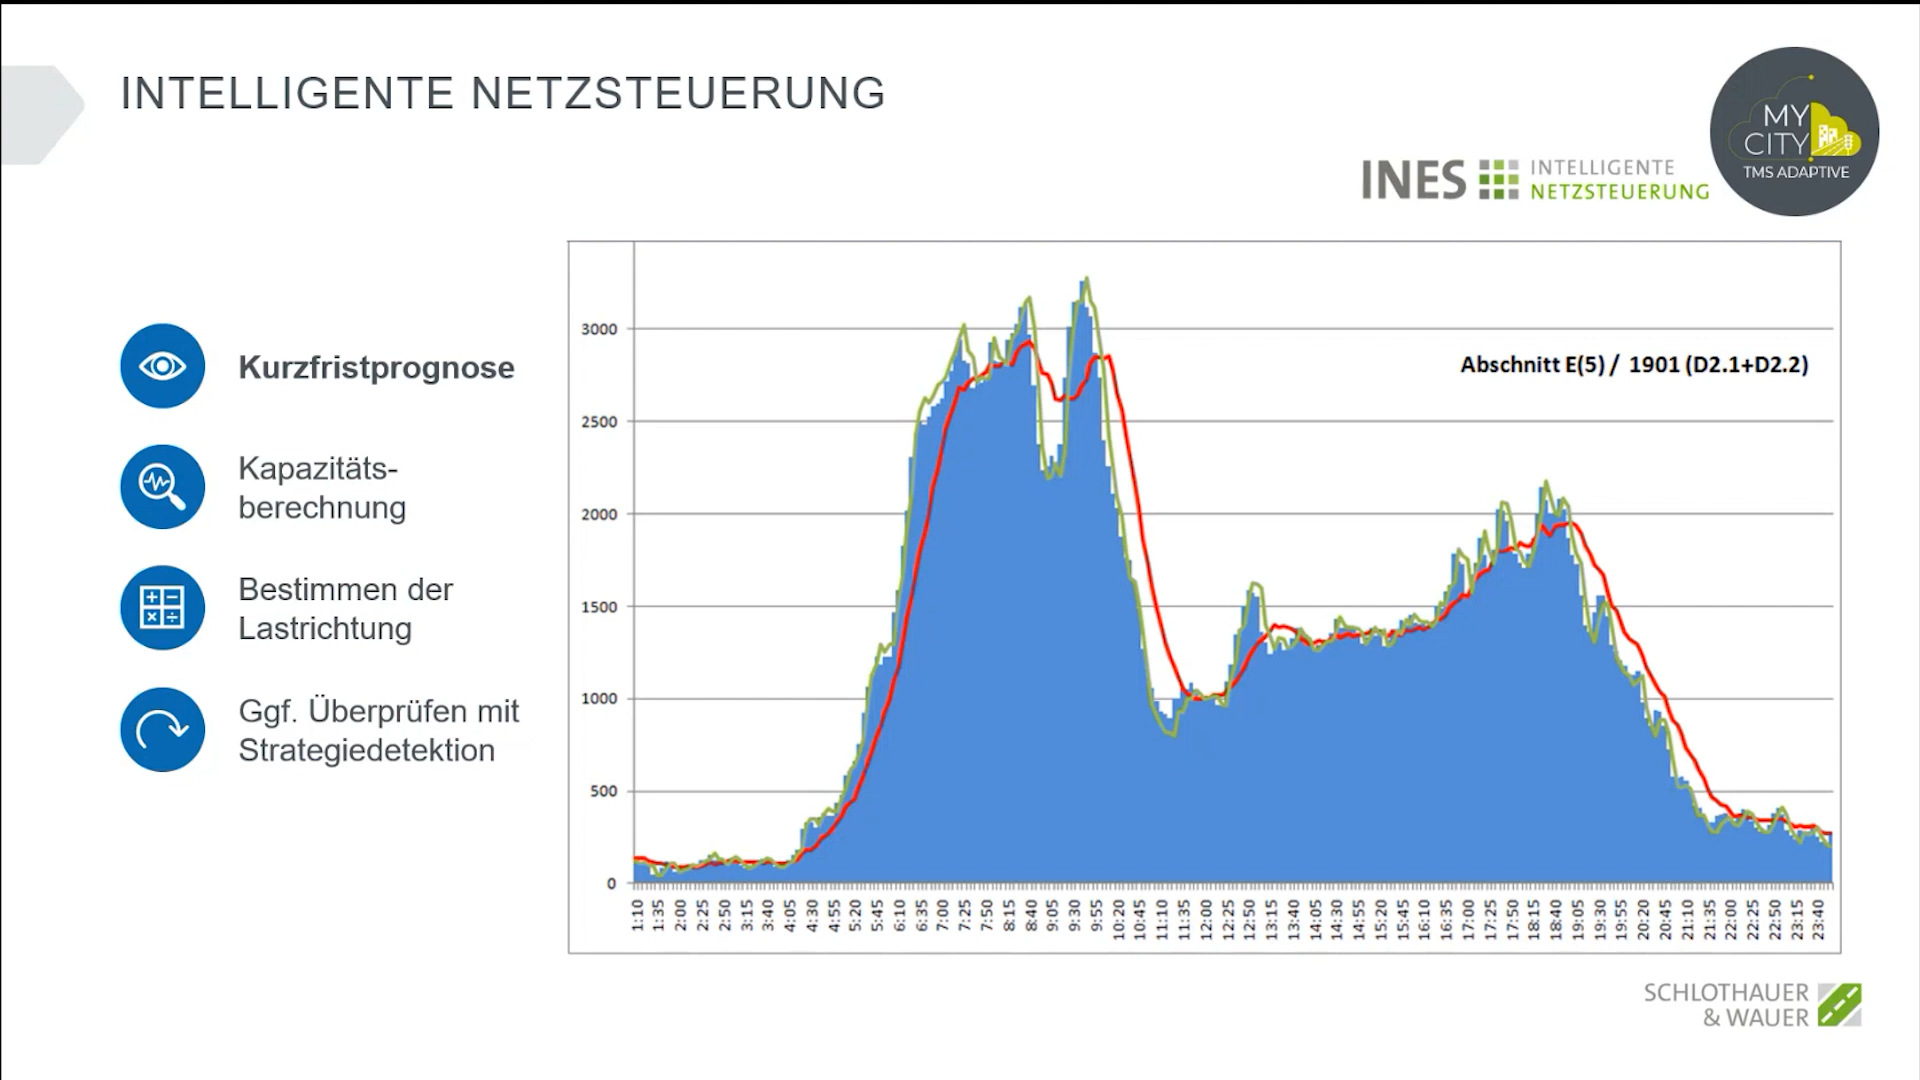 INTELLIGENTE NETZSTEUERUNG
MY
CITY
TMS ADAPTIVE
INES
INTELLIGENTE
NETZSTEUERUNG
Kurzfristprognose
Kapazitäts-
berechnung
Bestimmen der
Lastrichtung
Ggf. Überprüfen mit
Strategiedetektion
Abschnitt E(5) / 1901 (D2.1+D2.2)
3000
2500
2000
1500
1000
500
0
1:10 1:35 2:00 2:25 2:50 3:15 3:40 4:05 4:30 4:55 5:20 5:45 6:10 6:35 7:00 7:25 7:50 8:15 8:40 9:05 9:30 9:55 10:20 10:45 11:10 11:35 12:00 12:25 12:50 13:15 13:40 14:05 14:30 14:55 15:20 15:45 16:10 16:35 17:00 17:25 17:50 18:15 18:40 19:05 19:30 19:55 20:20 20:45 21:10 21:35 22:00 22:25 22:50 23:15 23:40
SCHLOTHAUER
& WAUER